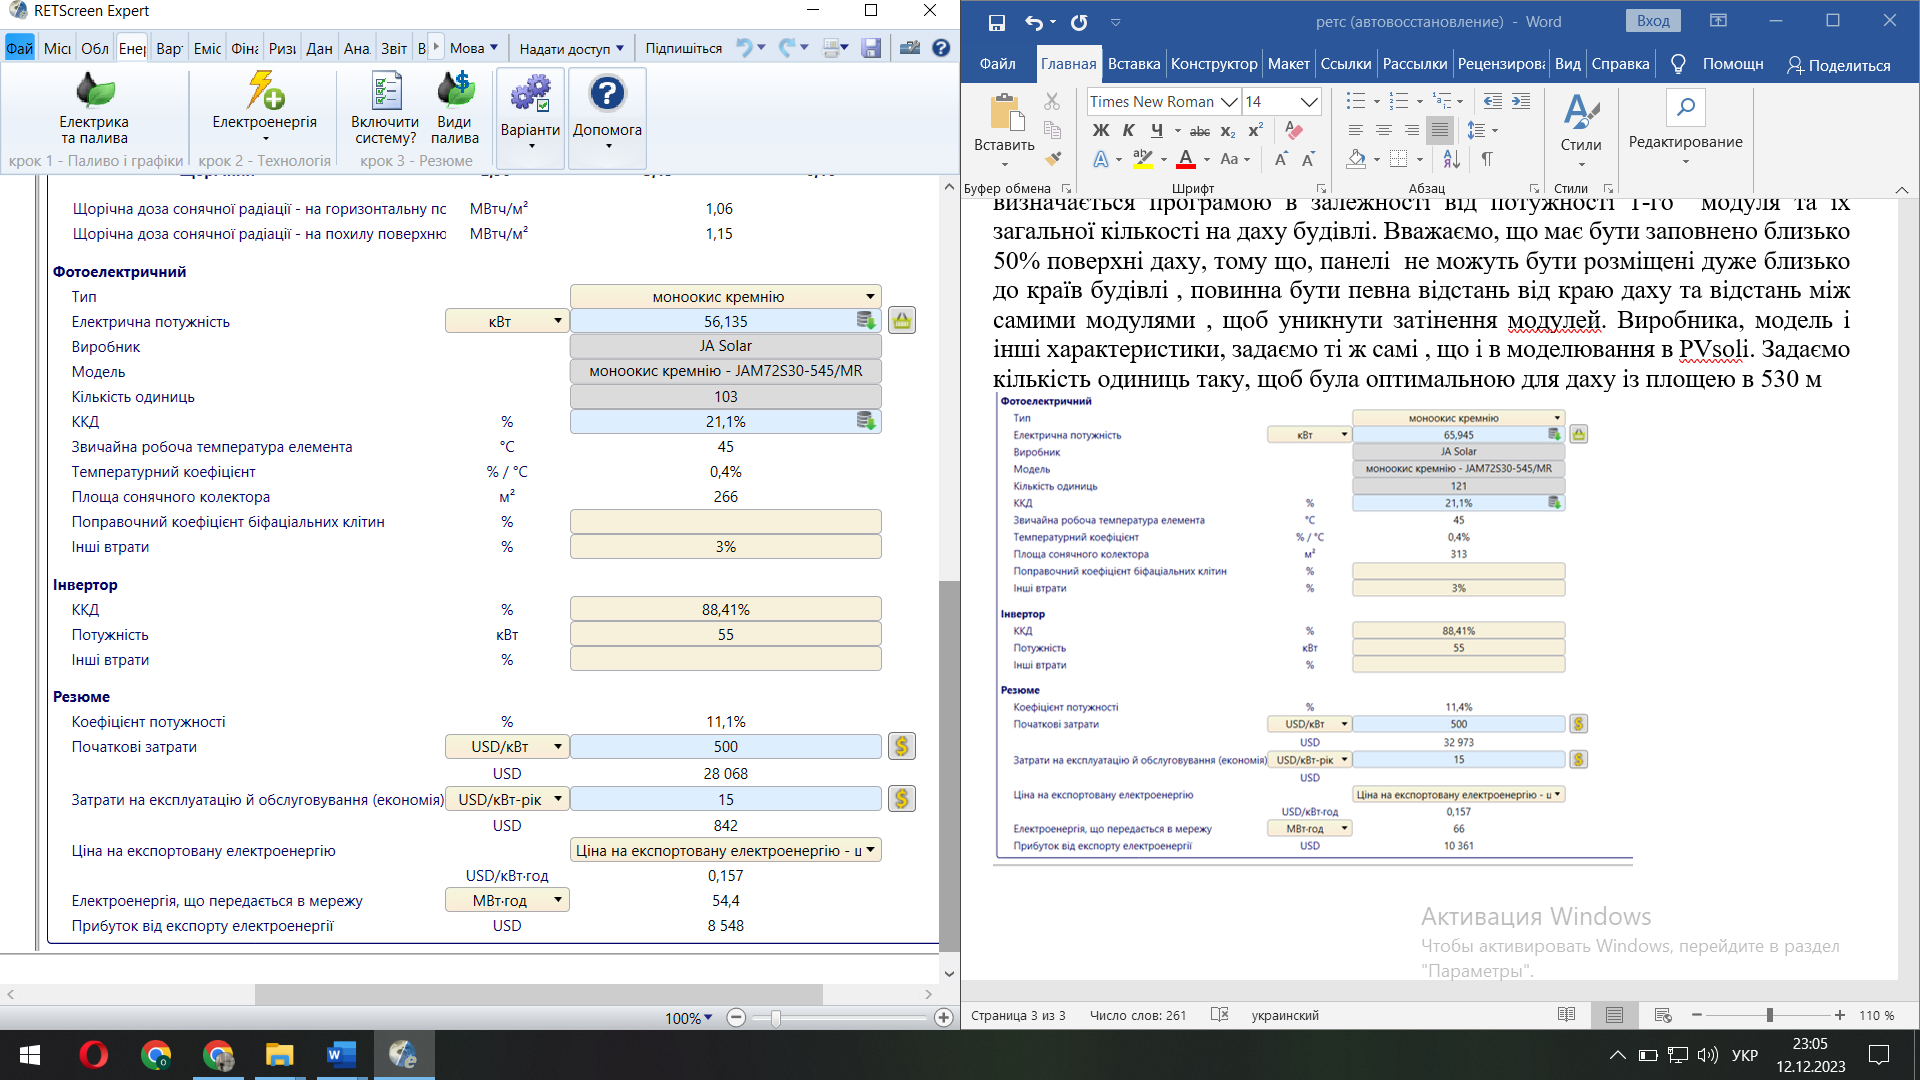 RETScreen Expert
Фай Місц Обл Енер Варт Еміс Фіна Ризи Дан Ана Звіт В Мова Надати доступ Підпишіться
Електрика та палива
Електроенергія
Включити систему?
Види палива
Варіанти
Допомога
крок 1 - Паливо і графіки
крок 2 - Технологія
крок 3 - Резюме
Щорічна доза сонячної радіації - на горизонтальну по МВтч/м² 1,06
Щорічна доза сонячної радіації - на похилу поверхню МВтч/м² 1,15
Фотоелектричний
Тип моноокис кремнію
Електрична потужність кВт 56,135
Виробник JA Solar
Модель моноокис кремнію - JAM72S30-545/MR
Кількість одиниць 103
ККД % 21,1%
Звичайна робоча температура елемента °C 45
Температурний коефіцієнт % / °C 0,4%
Площа сонячного колектора м² 266
Поправочний коефіцієнт біфаціальних клітин %
Інші втрати % 3%
Інвертор
ККД % 88,41%
Потужність кВт 55
Інші втрати %
Резюме
Коефіцієнт потужності % 11,1%
Початкові затрати USD/кВт 500
USD 28 068
Затрати на експлуатацію й обслуговування (економія) USD/кВт-рік 15
USD 842
Ціна на експортовану електроенергію Ціна на експортовану електроенергію - ц
USD/кВт·год 0,157
Електроенергія, що передається в мережу МВт·год 54,4
Прибуток від експорту електроенергії USD 8 548
100%
ретс (автовосстановление) - Word
Вход
Файл Главная Вставка Конструктор Макет Ссылки Рассылки Рецензирова Вид Справка Помощн Поделиться
Вставить
Times New Roman 14
Ж К Ч abc x₂ x²
Стили
Редактирование
Буфер обмена Шрифт Абзац Стили
визначається програмою в залежності від потужності 1-го модуля та їх
загальної кількості на даху будівлі. Вважаємо, що має бути заповнено близько
50% поверхні даху, тому що, панелі не можуть бути розміщені дуже близько
до країв будівлі , повинна бути певна відстань від краю даху та відстань між
самими модулями , щоб уникнути затінення модулей. Виробника, модель і
інші характеристики, задаємо ті ж самі , що і в моделювання в PVsoli. Задаємо
кількість одиниць таку, щоб була оптимальною для даху із площею в 530 м
Фотоелектричний
Тип моноокис кремнію
Електрична потужність кВт 65,945
Виробник JA Solar
Модель моноокис кремнію - JAM72S30-545/MR
Кількість одиниць 121
ККД % 21,1%
Звичайна робоча температура елемента °C 45
Температурний коефіцієнт % / °C 0,4%
Площа сонячного колектора м² 313
Поправочний коефіцієнт біфаціальних клітин %
Інші втрати % 3%
Інвертор
ККД % 88,41%
Потужність кВт 55
Інші втрати %
Резюме
Коефіцієнт потужності % 11,4%
Початкові затрати USD/кВт 500
USD 32 973
Затрати на експлуатацію й обслуговування (економія) USD/кВт-рік 15
USD
Ціна на експортовану електроенергію Ціна на експортовану електроенергію - ц
USD/кВт·год 0,157
Електроенергія, що передається в мережу МВт·год 66
Прибуток від експорту електроенергії USD 10 361
Активация Windows
Чтобы активировать Windows, перейдите в раздел
"Параметры".
Страница 3 из 3 Число слов: 261 украинский 110 %
УКР 23:05
12.12.2023